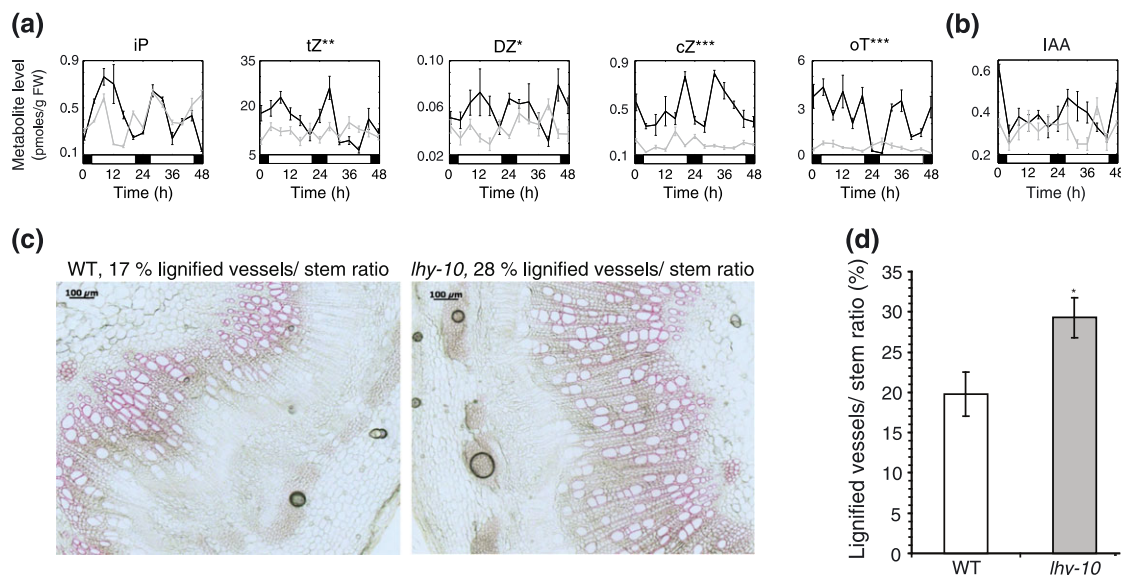 (a)
(b)
iP
tZ**
DZ*
cZ***
oT***
IAA
Metabolite level
(pmoles/g FW)
0.9
0.5
0.1
35
20
5
0.10
0.06
0.02
0.9
0.5
0.1
6
3
0
0.6
0.4
0.2
0 12 24 36 48
0 12 24 36 48
0 12 24 36 48
0 12 24 36 48
0 12 24 36 48
0 12 24 36 48
Time (h)
Time (h)
Time (h)
Time (h)
Time (h)
Time (h)
(c)
WT, 17 % lignified vessels/ stem ratio
lhy-10, 28 % lignified vessels/ stem ratio
100 µm
100 µm
(d)
Lignified vessels/ stem ratio (%)
35
30
25
20
15
10
5
0
*
WT
lhy-10